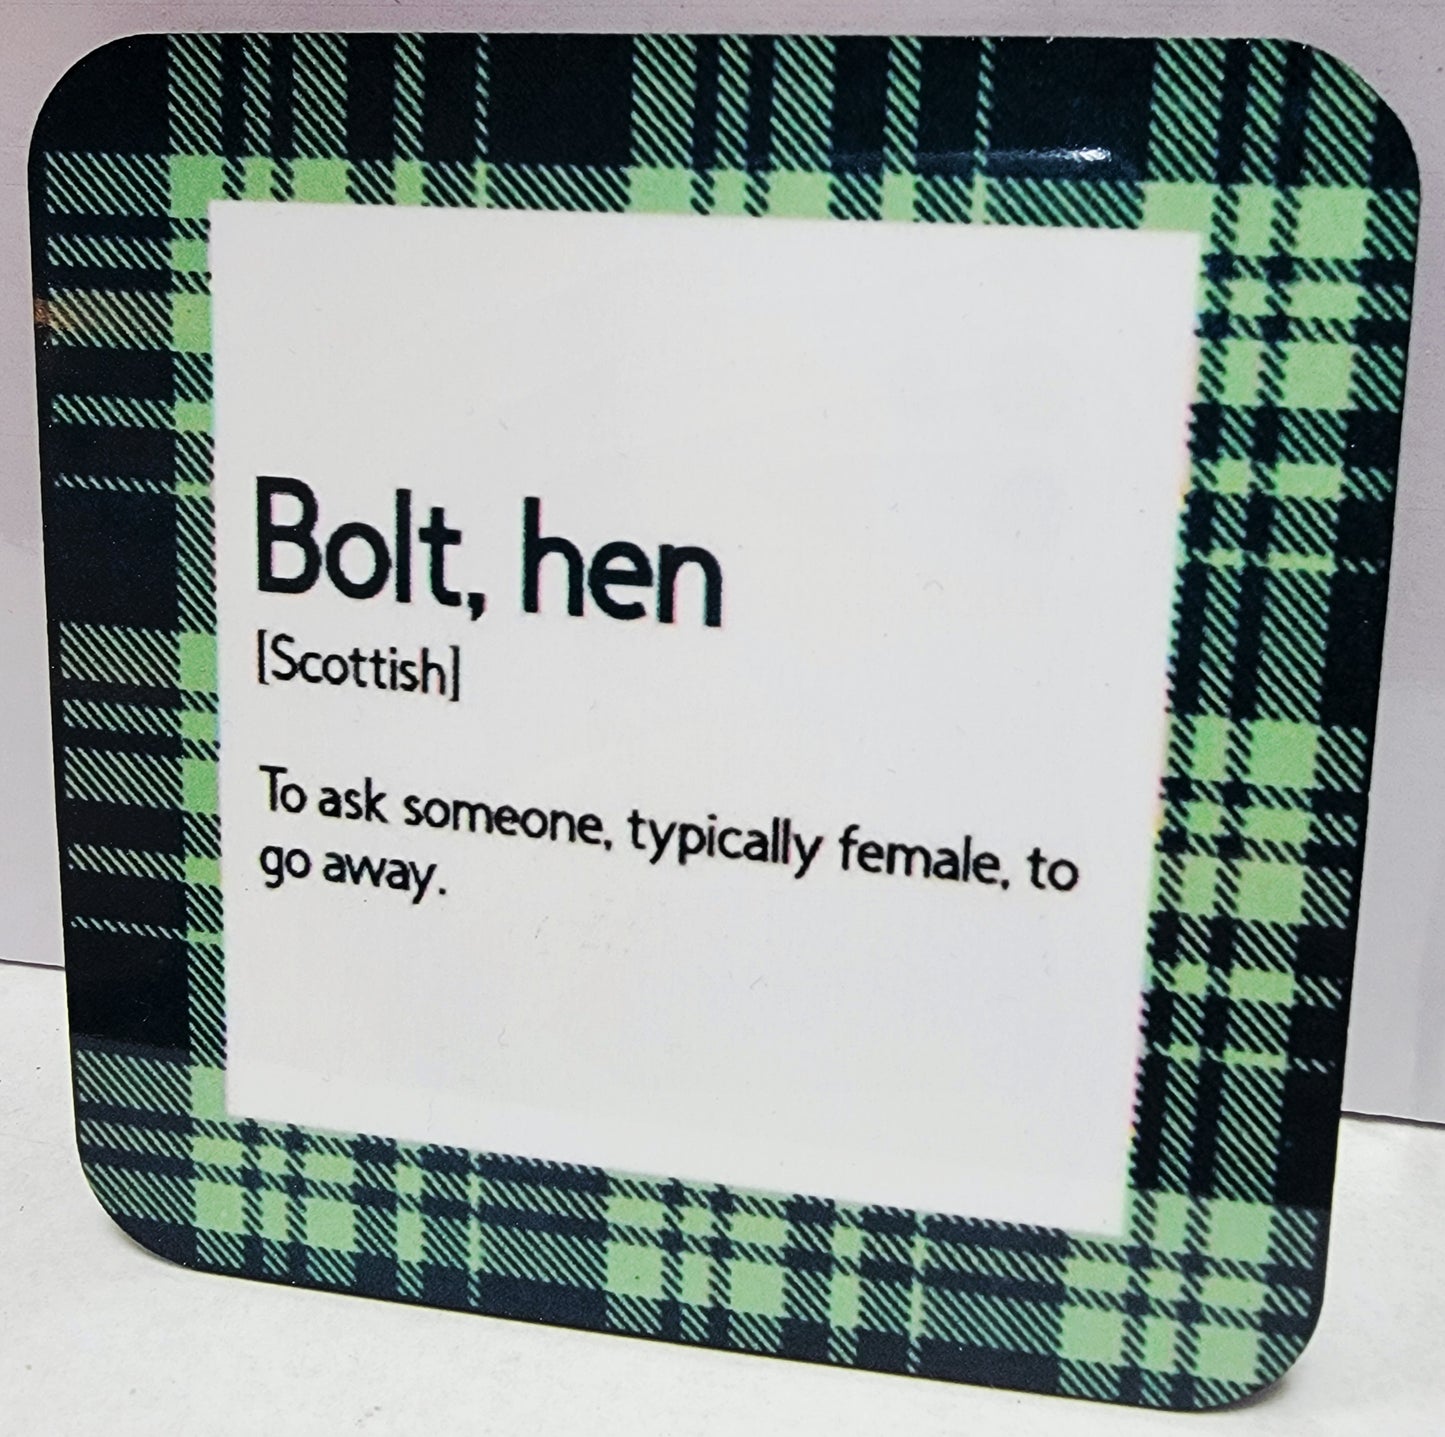 Bolt, hen
[Scottish]
To ask someone, typically female, to
go away.